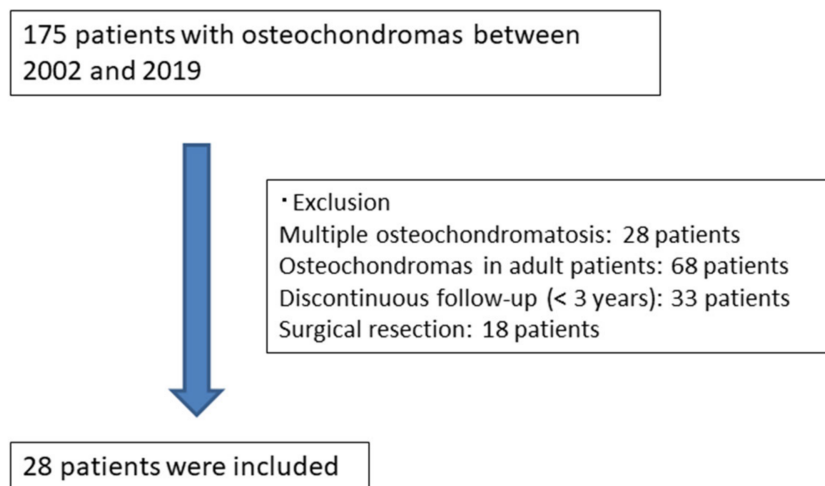 175 patients with osteochondromas between
2002 and 2019
・Exclusion
Multiple osteochondromatosis: 28 patients
Osteochondromas in adult patients: 68 patients
Discontinuous follow-up (< 3 years): 33 patients
Surgical resection: 18 patients
28 patients were included